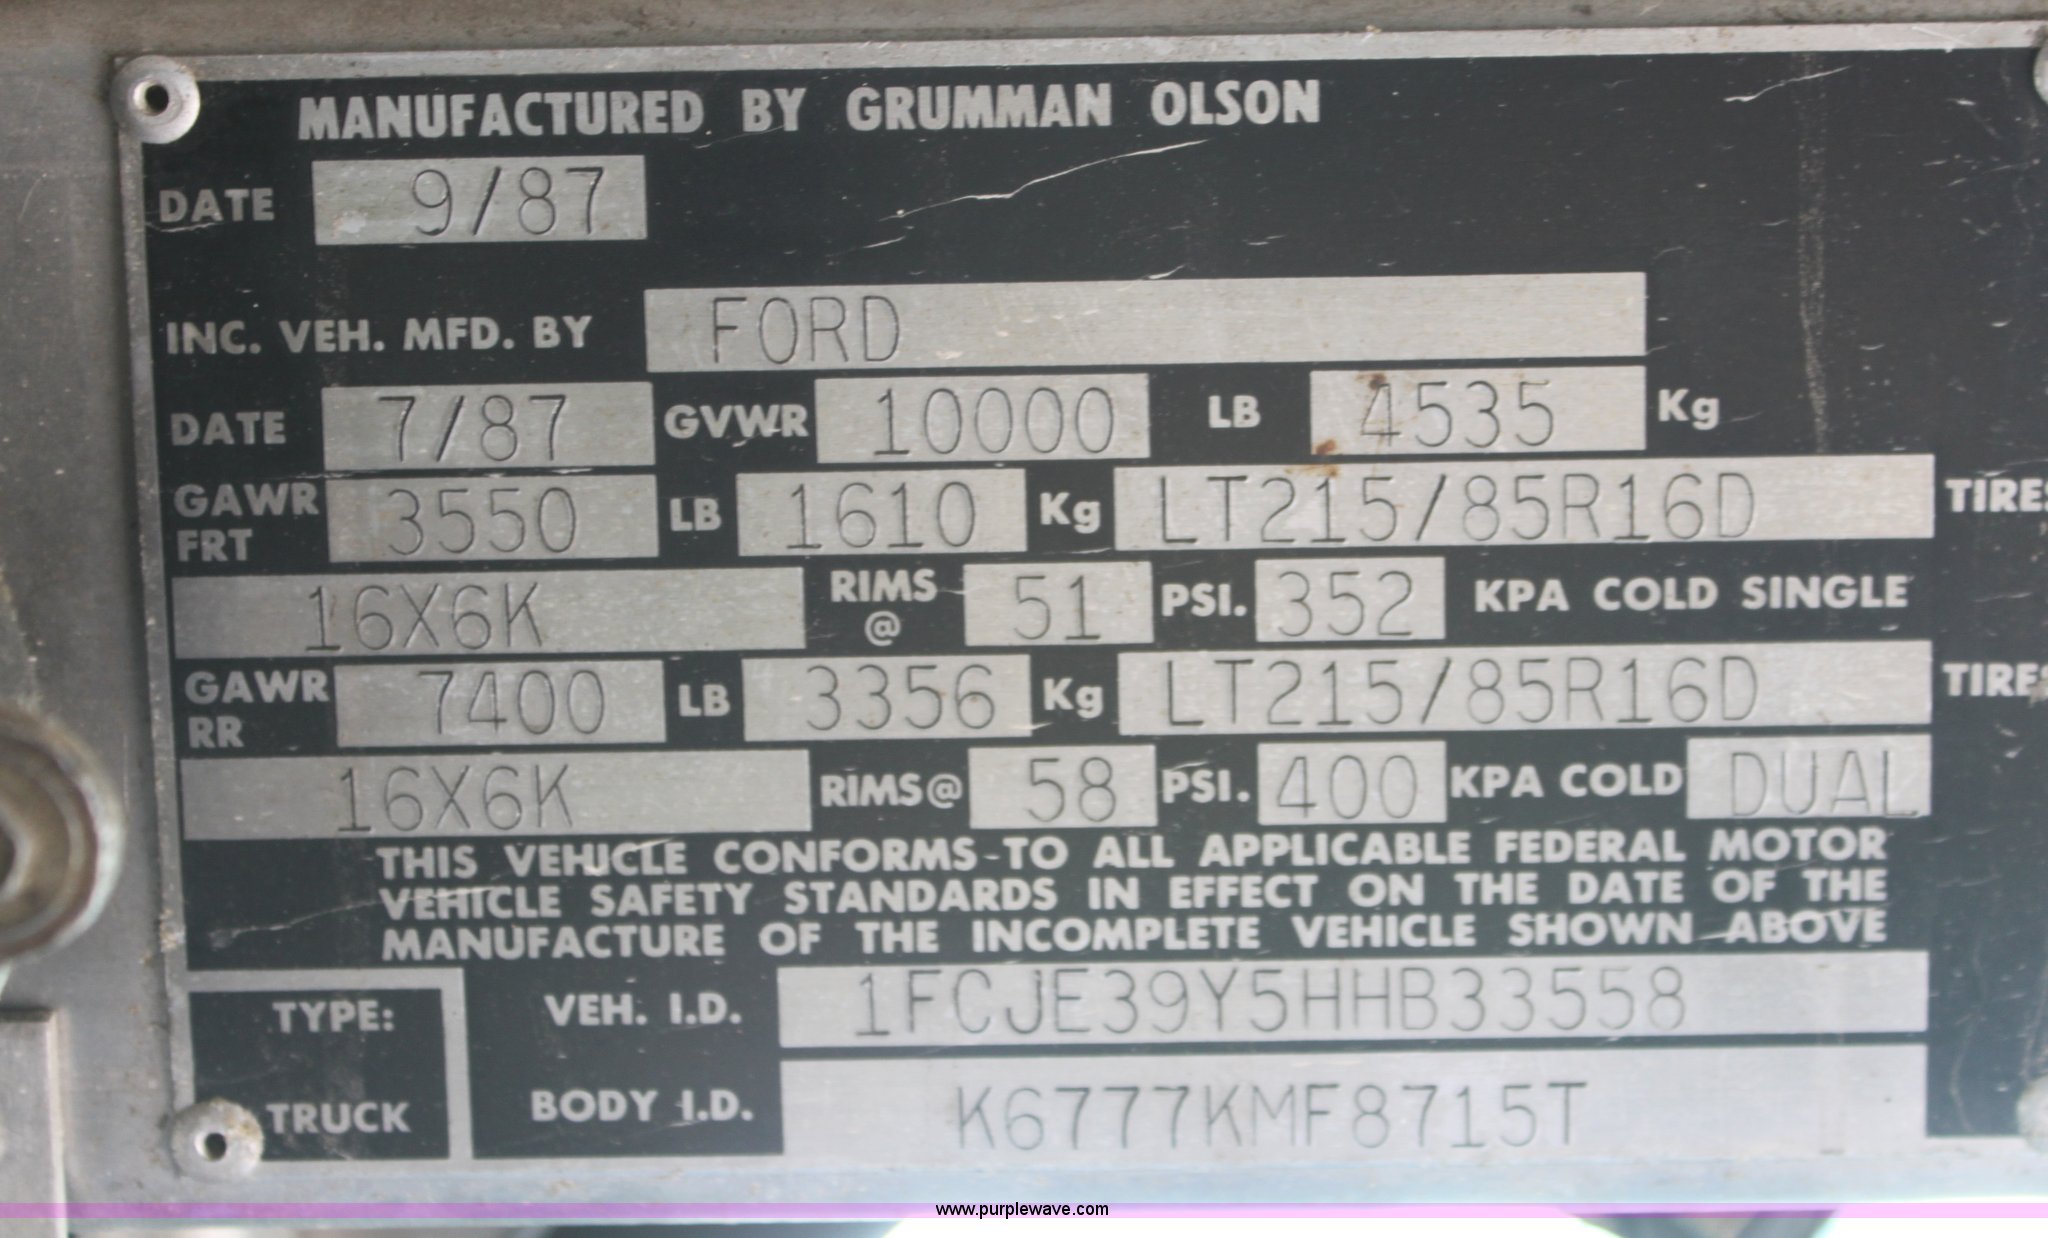 MANUFACTURED BY GRUMMAN OLSON
DATE 9/87
INC. VEH. MFD. BY FORD
DATE 7/87 GVWR 10000 LB 4535 Kg
GAWR FRT 3550 LB 1610 Kg LT215/85R16D TIRES
16X6K RIMS @ 51 PSI. 352 KPA COLD SINGLE
GAWR RR 7400 LB 3356 Kg LT215/85R16D TIRES
16X6K RIMS@ 58 PSI. 400 KPA COLD DUAL
THIS VEHICLE CONFORMS TO ALL APPLICABLE FEDERAL MOTOR
VEHICLE SAFETY STANDARDS IN EFFECT ON THE DATE OF THE
MANUFACTURE OF THE INCOMPLETE VEHICLE SHOWN ABOVE
TYPE: VEH. I.D. 1FCJE39Y5HHB33558
TRUCK BODY I.D. K6777KMF8715T
www.purplewave.com